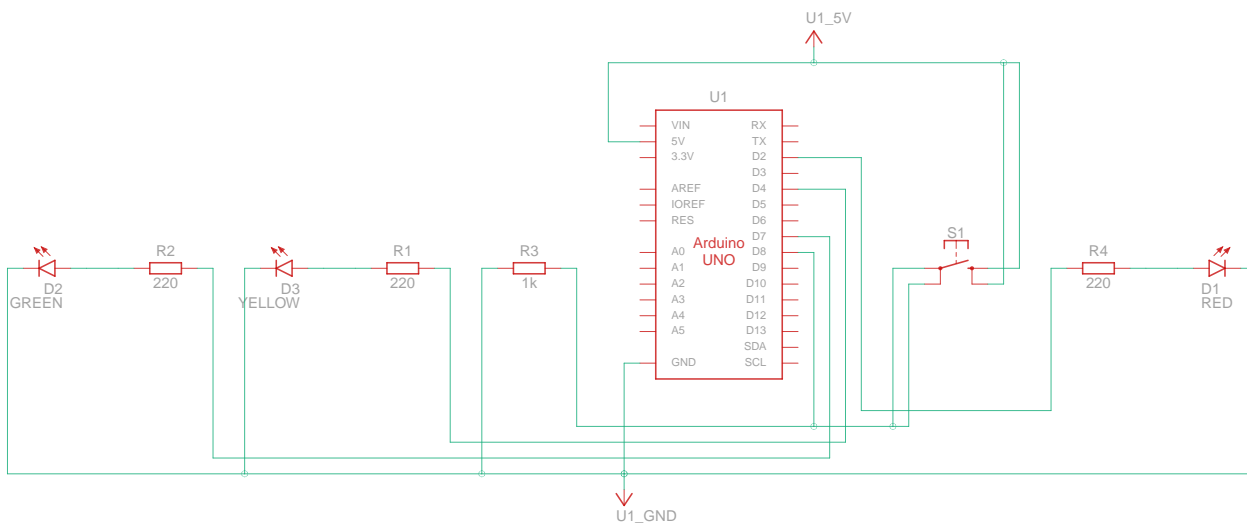 U1_5V
U1
VIN RX
5V TX
3.3V D2
D3
AREF D4
IOREF D5
RES D6
D7
A0 D8
A1 D9
A2 D10
A3 D11
A4 D12
A5 D13
SDA
GND SCL
Arduino
UNO
R2
220
D2
GREEN
R1
220
D3
YELLOW
R3
1k
S1
R4
220
D1
RED
U1_GND